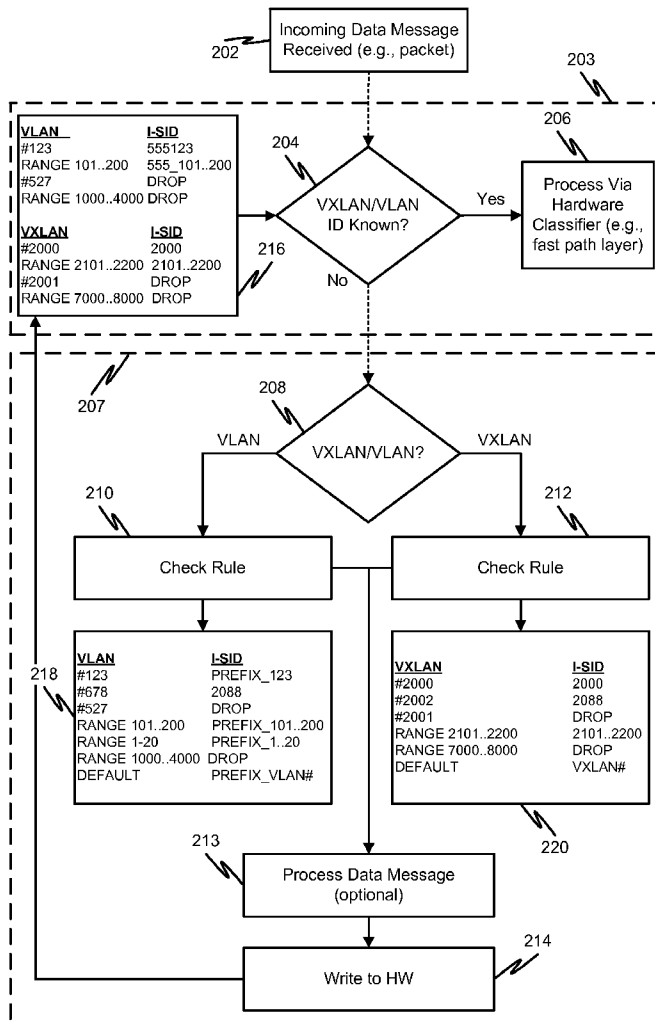 Incoming Data Message
Received (e.g., packet)
202
203
VLAN I-SID
#123 555123
RANGE 101..200 555_101..200
#527 DROP
RANGE 1000..4000 DROP
VXLAN I-SID
#2000 2000
RANGE 2101..2200 2101..2200
#2001 DROP
RANGE 7000..8000 DROP
216
204
VXLAN/VLAN
ID Known?
Yes
No
206
Process Via
Hardware
Classifier (e.g.,
fast path layer)
207
208
VXLAN/VLAN?
VLAN
VXLAN
210
Check Rule
212
Check Rule
218
VLAN I-SID
#123 PREFIX_123
#678 2088
#527 DROP
RANGE 101..200 PREFIX_101..200
RANGE 1-20 PREFIX_1..20
RANGE 1000..4000 DROP
DEFAULT PREFIX_VLAN#
VXLAN I-SID
#2000 2000
#2002 2088
#2001 DROP
RANGE 2101..2200 2101..2200
RANGE 7000..8000 DROP
DEFAULT VXLAN#
220
213
Process Data Message
(optional)
214
Write to HW